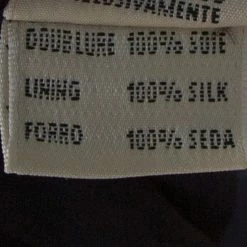 DOUBLURE 100% SOIE
LINING 100% SILK
FORRO 100% SEDA